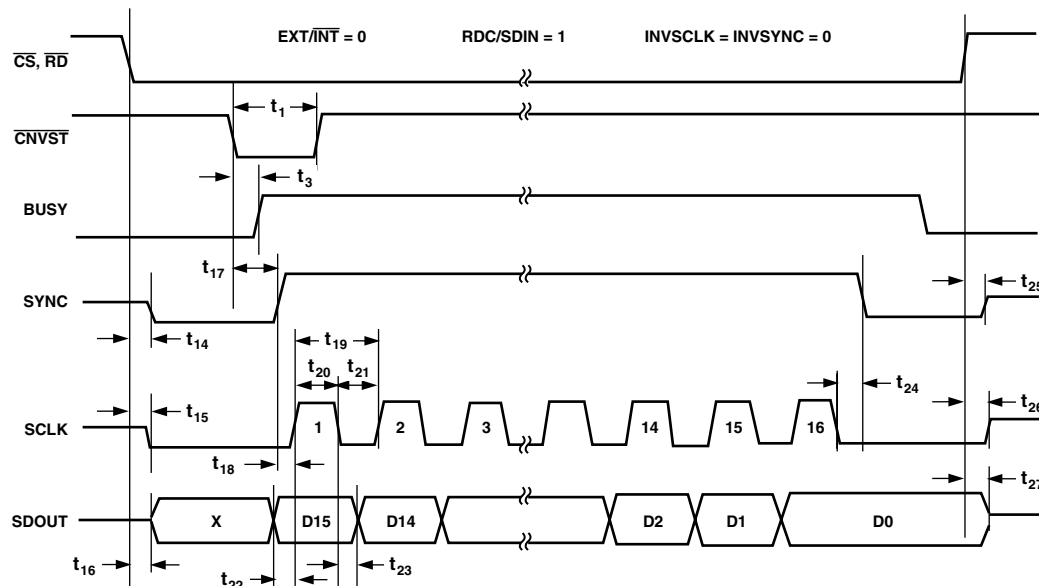 EXT/INT = 0 RDC/SDIN = 1 INVSCLK = INVSYNC = 0
CS, RD
t1
CNVST
t3
BUSY
t17
SYNC
t25
t14
t19
t20 t21
t24
t15
t26
SCLK
1 2 3 14 15 16
t18
t27
SDOUT
X D15 D14 D2 D1 D0
t16
t22
t23